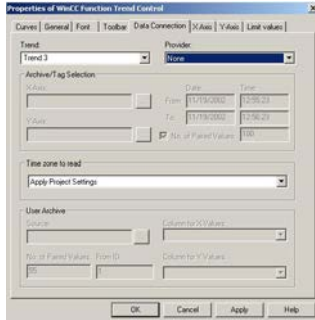 Properties of WinCC Function Trend Control
Curves General Font Toolbar Data Connection X Axis Y-Axis Limit values
Trend: Provider:
Trend 3 None
Archive/Tag Selection
X-Axis: Date: Time:
From: 11/19/2002 12:55:23
Y-Axis: To: 11/19/2002 12:56:23
No. of Paired Values: 100
Time zone to read
Apply Project Settings
User Archive
Source: Column for X Values:
No. of Paired Values: From ID: Column for Y Values:
1
OK Cancel Apply Help